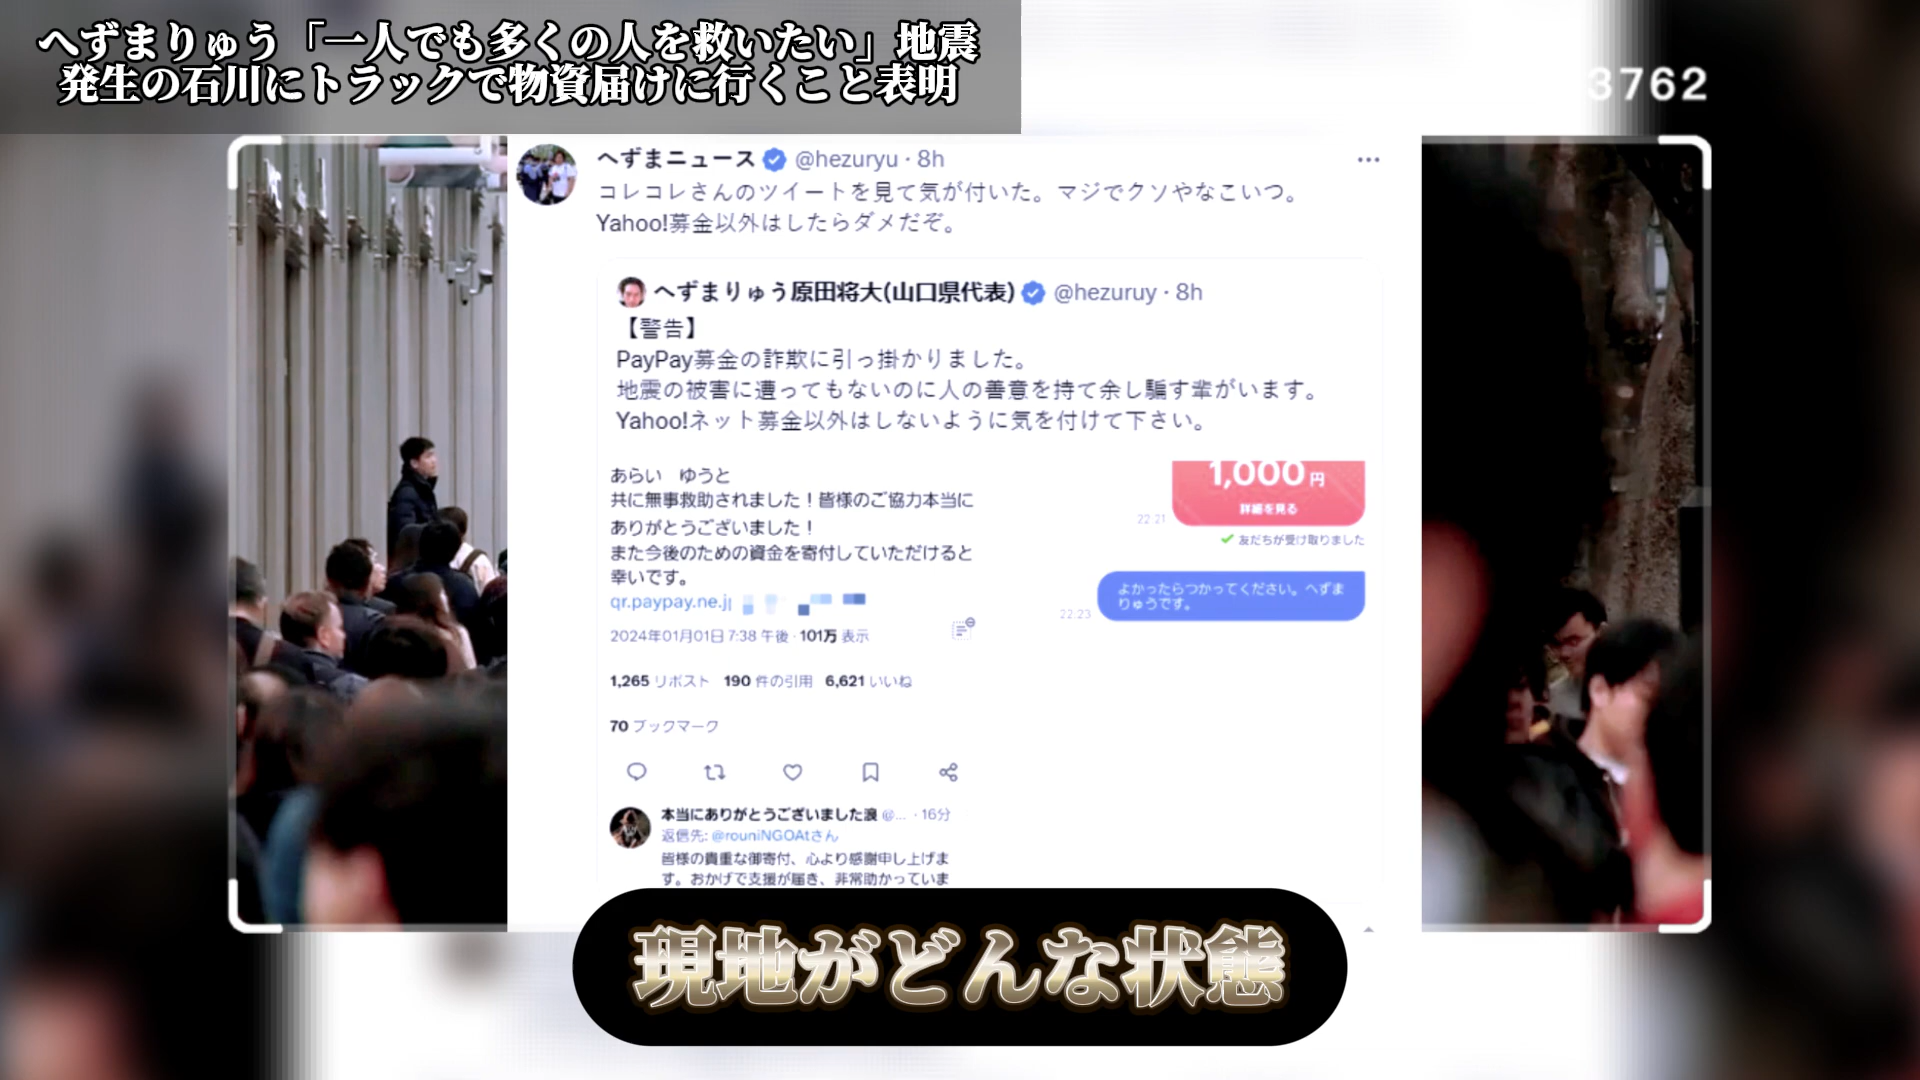 へずまりゅう「一人でも多くの人を救いたい」地震
発生の石川にトラックで物資届けに行くこと表明
3762
へずまニュース @hezuryu · 8h
コレコレさんのツイートを見て気が付いた。マジでクソやなこいつ。
Yahoo!募金以外はしたらダメだぞ。
へずまりゅう原田将大(山口県代表) @hezuruy · 8h
【警告】
PayPay募金の詐欺に引っ掛かりました。
地震の被害に遭ってもないのに人の善意を持て余し騙す輩がいます。
Yahoo!ネット募金以外はしないように気を付けて下さい。
あらい ゆうと
共に無事救助されました！皆様のご協力本当に
ありがとうございました！
また今後のための資金を寄付していただけると
幸いです。
qr.paypay.ne.j
2024年01月01日 7:38 午後 · 101万 表示
1,265 リポスト 190 件の引用 6,621 いいね
70 ブックマーク
本当にありがとうございました浪 @... · 16分
返信先: @rouniNGOAtさん
皆様の貴重な御寄付、心より感謝申し上げま
す。おかげで支援が届き、非常助かっていま
1,000円
詳細を見る
22:21
友だちが受け取りました
よかったらつかってください。へずま
りゅうです。
22:23
現地がどんな状態